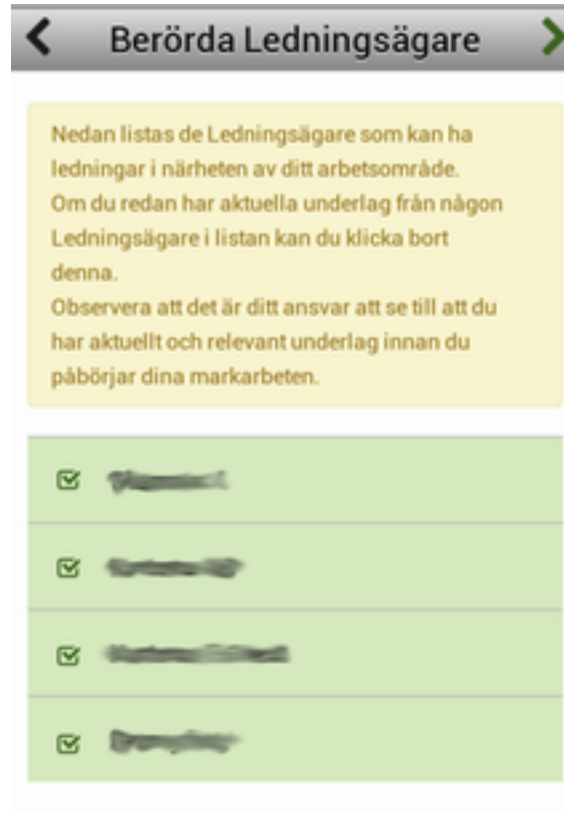 Berörda Ledningsägare
Nedan listas de Ledningsägare som kan ha
ledningar i närheten av ditt arbetsområde.
Om du redan har aktuella underlag från någon
Ledningsägare i listan kan du klicka bort
denna.
Observera att det är ditt ansvar att se till att du
har aktuellt och relevant underlag innan du
påbörjar dina markarbeten.